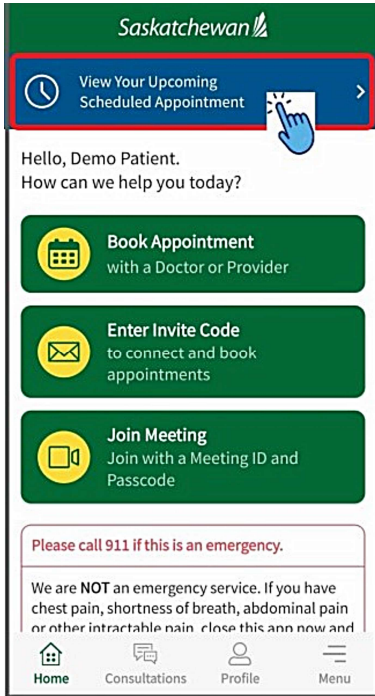 Saskatchewan
View Your Upcoming
Scheduled Appointment
Hello, Demo Patient.
How can we help you today?
Book Appointment
with a Doctor or Provider
Enter Invite Code
to connect and book
appointments
Join Meeting
Join with a Meeting ID and
Passcode
Please call 911 if this is an emergency.
We are NOT an emergency service. If you have
chest pain, shortness of breath, abdominal pain
or other intractable pain, close this app now and
Home
Consultations
Profile
Menu